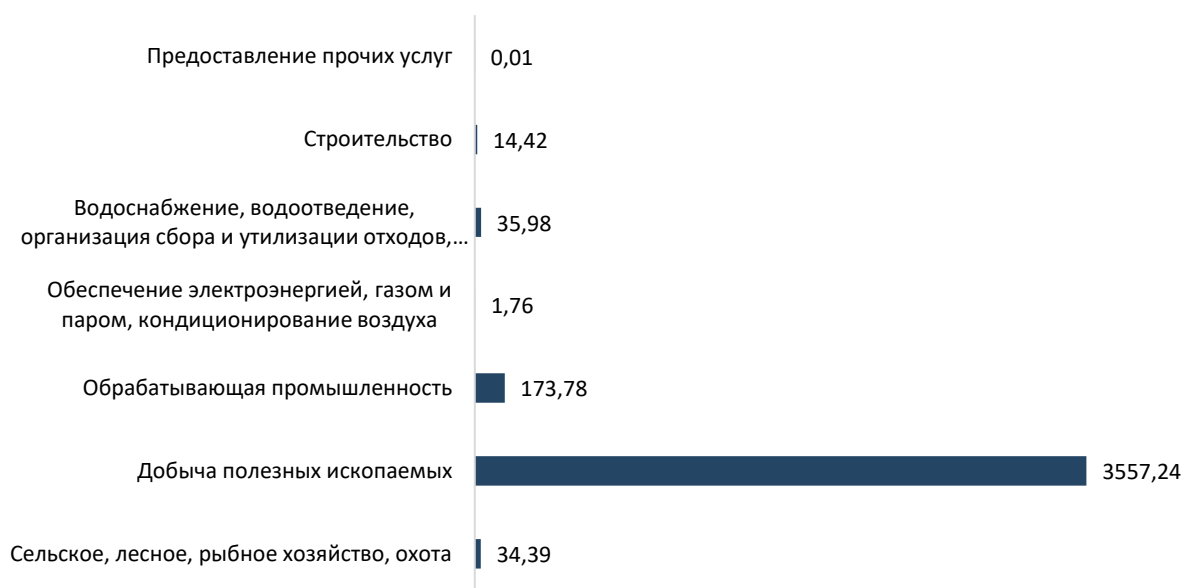 Предоставление прочих услуг 0,01
Строительство 14,42
Водоснабжение, водоотведение,
организация сбора и утилизации отходов,... 35,98
Обеспечение электроэнергией, газом и
паром, кондиционирование воздуха 1,76
Обрабатывающая промышленность 173,78
Добыча полезных ископаемых 3557,24
Сельское, лесное, рыбное хозяйство, охота 34,39